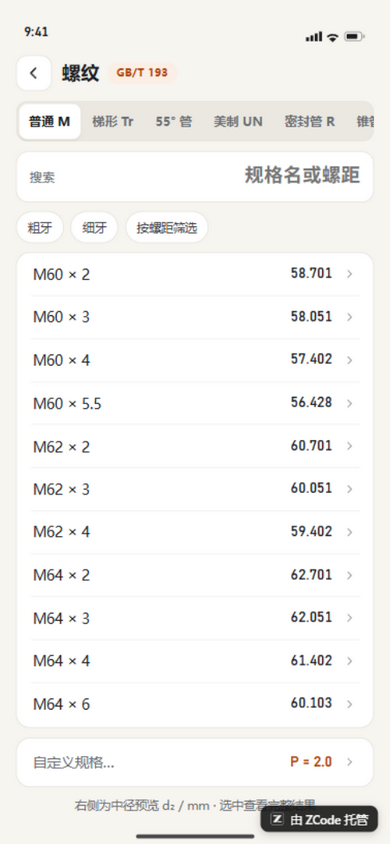 9:41
螺纹 GB/T 193
普通 M 梯形 Tr 55° 管 美制 UN 密封管 R 锥管
搜索 规格名或螺距
粗牙 细牙 按螺距筛选
M60 × 2 58.701
M60 × 3 58.051
M60 × 4 57.402
M60 × 5.5 56.428
M62 × 2 60.701
M62 × 3 60.051
M62 × 4 59.402
M64 × 2 62.701
M64 × 3 62.051
M64 × 4 61.402
M64 × 6 60.103
自定义规格... P = 2.0
右侧为中径预览 d₂ / mm · 选中查看完整结果
由 ZCode 托管